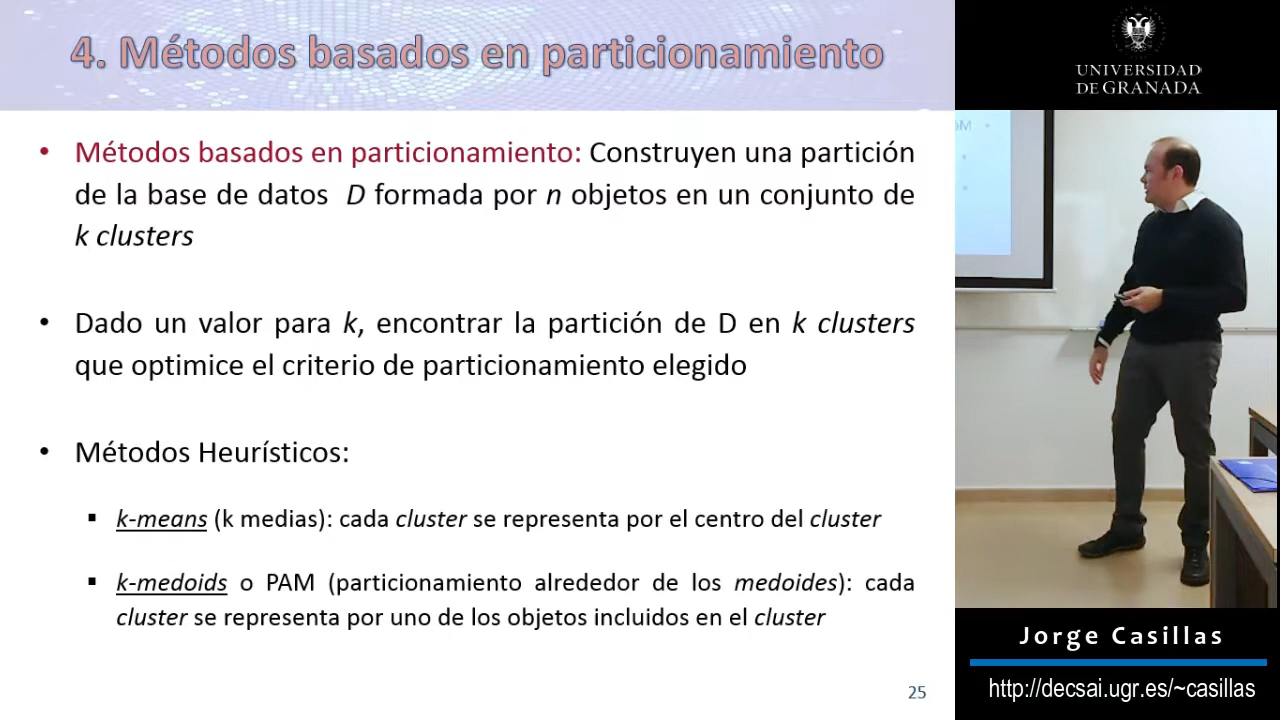 4. Métodos basados en particionamiento
• Métodos basados en particionamiento: Construyen una partición
de la base de datos D formada por n objetos en un conjunto de
k clusters
• Dado un valor para k, encontrar la partición de D en k clusters
que optimice el criterio de particionamiento elegido
• Métodos Heurísticos:
▪ k-means (k medias): cada cluster se representa por el centro del cluster
▪ k-medoids o PAM (particionamiento alrededor de los medoides): cada
cluster se representa por uno de los objetos incluidos en el cluster
25
UNIVERSIDAD
DE GRANADA
Jorge Casillas
http://decsai.ugr.es/~casillas